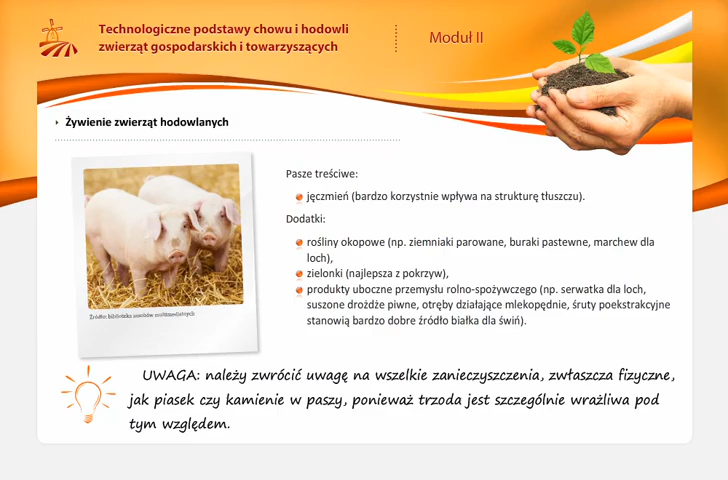 Technologiczne podstawy chowu i hodowli
zwierząt gospodarskich i towarzyszących
Moduł II
Żywienie zwierząt hodowlanych
Pasze treściwe:
jęczmień (bardzo korzystnie wpływa na strukturę tłuszczu).
Dodatki:
rośliny okopowe (np. ziemniaki parowane, buraki pastewne, marchew dla
loch),
zielonki (najlepsza z pokrzyw),
produkty uboczne przemysłu rolno-spożywczego (np. serwatka dla loch,
suszone drożdże piwne, otręby działające mlekopędnie, śruty poekstrakcyjne
stanowią bardzo dobre źródło białka dla świń).
Źródło: biblioteka zasobów multimedialnych
UWAGA: należy zwrócić uwagę na wszelkie zanieczyszczenia, zwłaszcza fizyczne,
jak piasek czy kamienie w paszy, ponieważ trzoda jest szczególnie wrażliwa pod
tym względem.